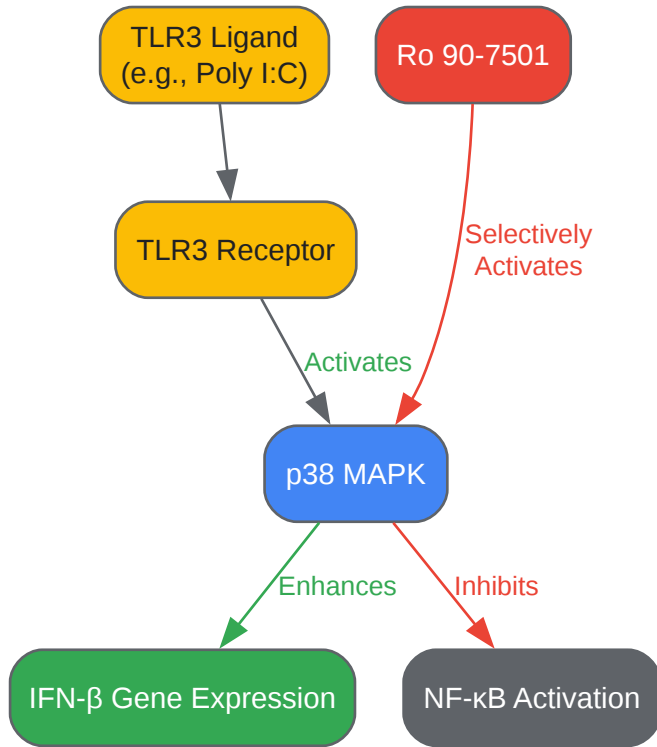 TLR3 Ligand
(e.g., Poly I:C)
Ro 90-7501
TLR3 Receptor
Selectively
Activates
Activates
p38 MAPK
Enhances
Inhibits
IFN-β Gene Expression
NF-κB Activation